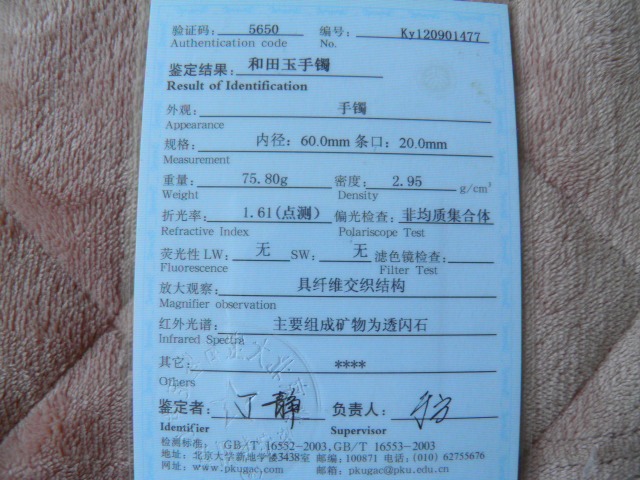 验证码: 5650 编号: Ky120901477
Authentication code No.
鉴定结果: 和田玉手镯
Result of Identification
外观: 手镯
Appearance
规格: 内径: 60.0mm 条口: 20.0mm
Measurement
重量: 75.80g 密度: 2.95 g/cm³
Weight Density
折光率: 1.61(点测) 偏光检查: 非均质集合体
Refractive Index Polariscope Test
荧光性 LW: 无 SW: 无 滤色镜检查:
Fluorescence Filter Test
放大观察: 具纤维交织结构
Magnifier observation
红外光谱: 主要组成矿物为透闪石
Infrared Spectra
其它: ****
Others
鉴定者: 丁静 负责人:
Identifier Supervisor
检测标准: GB/T 16552-2003,GB/T 16553-2003
地址: 北京大学新地学楼3438室 邮编: 100871 电话: (010) 62755676
网址: www.pkugac.com 邮箱: pkugac@pku.edu.cn